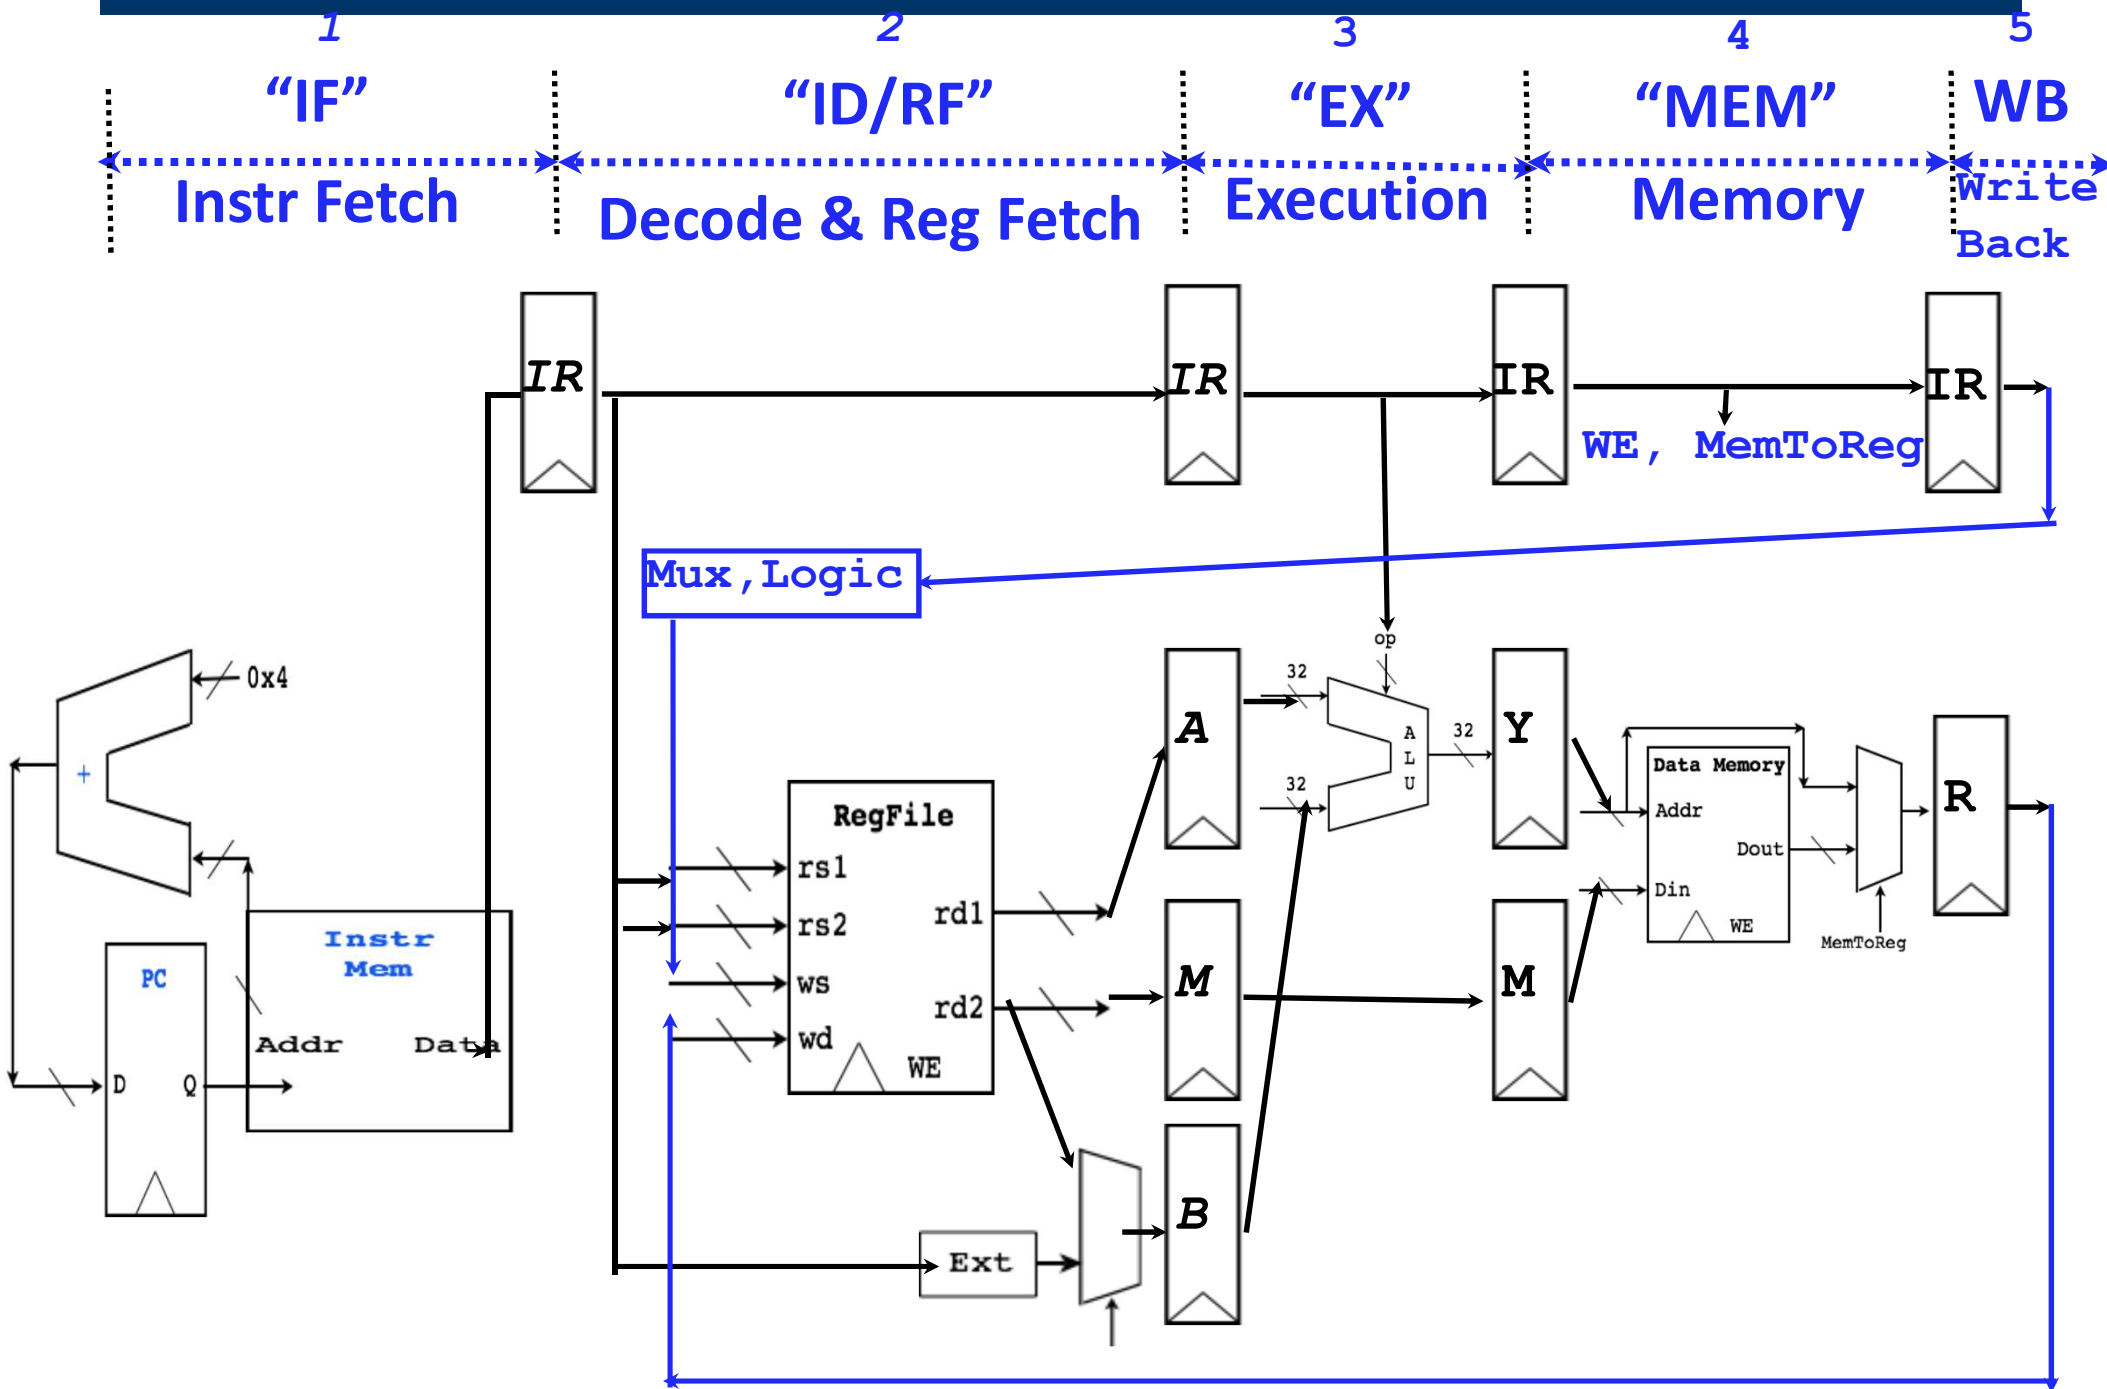 1
2
3
4
5
“IF”
“ID/RF”
“EX”
“MEM”
WB
Instr Fetch
Decode & Reg Fetch
Execution
Memory
Write
Back
IR
IR
IR
IR
WE, MemToReg
Mux,Logic
op
0x4
+
32
32
32
A
L
U
A
Y
RegFile
rs1
rs2
ws
wd
rd1
rd2
WE
Data Memory
Addr
Dout
Din
WE
MemToReg
R
Instr
Mem
PC
Addr
Data
D
Q
M
M
B
Ext